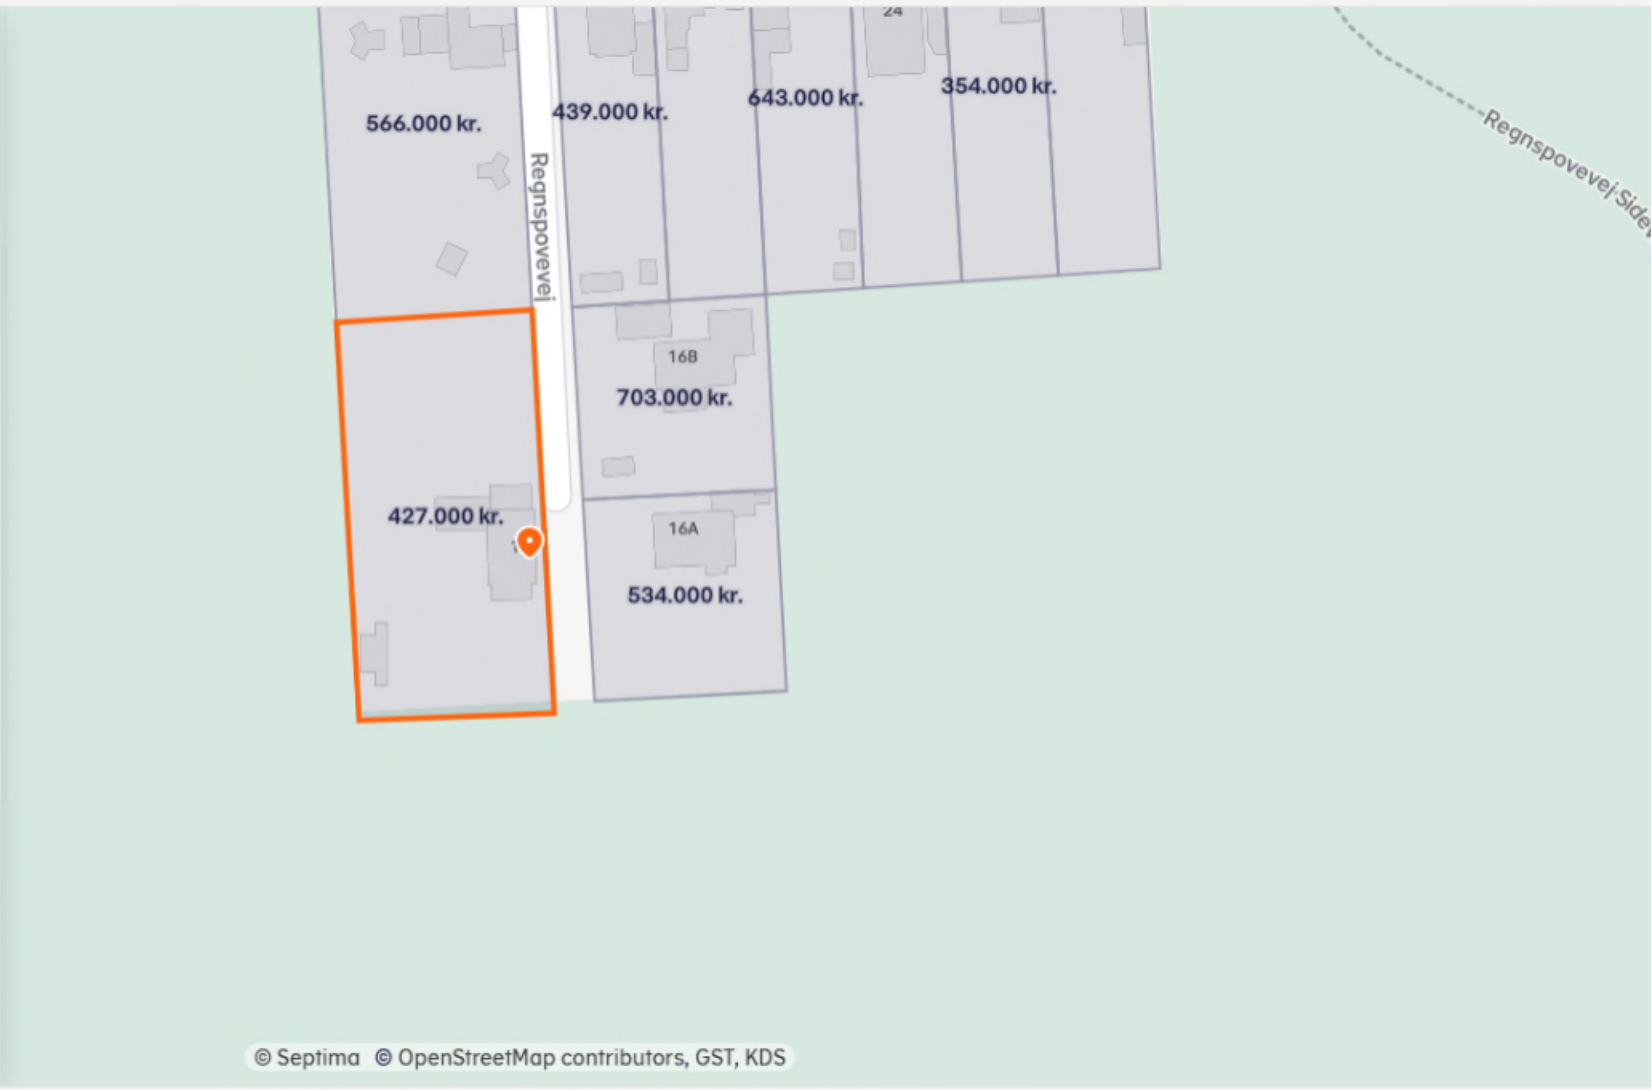 24
354.000 kr.
643.000 kr.
439.000 kr.
566.000 kr.
Regnspovevej
Regnspovevej
16B
703.000 kr.
427.000 kr.
16A
534.000 kr.
© Septima © OpenStreetMap contributors, GST, KDS